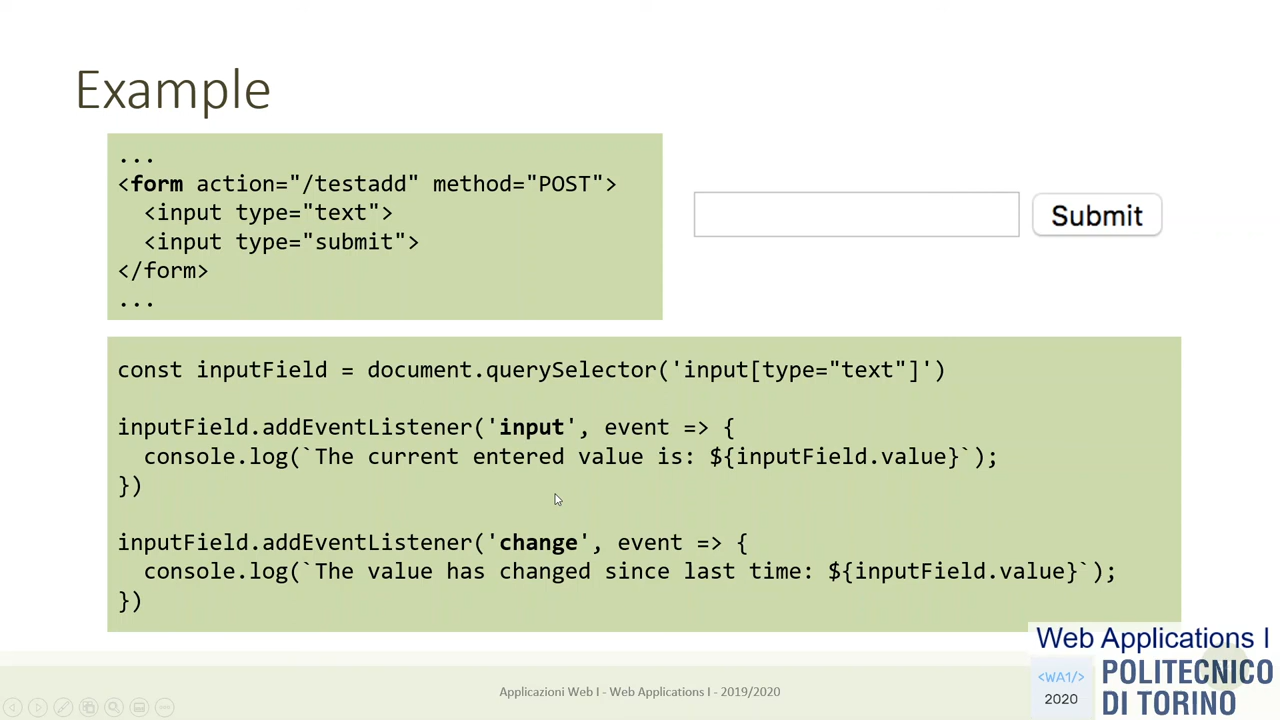 Example
...
<form action="/testadd" method="POST">
  <input type="text">
  <input type="submit">
</form>
...
Submit
const inputField = document.querySelector('input[type="text"]')
inputField.addEventListener('input', event => {
  console.log(`The current entered value is: ${inputField.value}`);
})
inputField.addEventListener('change', event => {
  console.log(`The value has changed since last time: ${inputField.value}`);
})
Applicazioni Web I - Web Applications I - 2019/2020
Web Applications I
<WA1/>
2020
POLITECNICO
DI TORINO